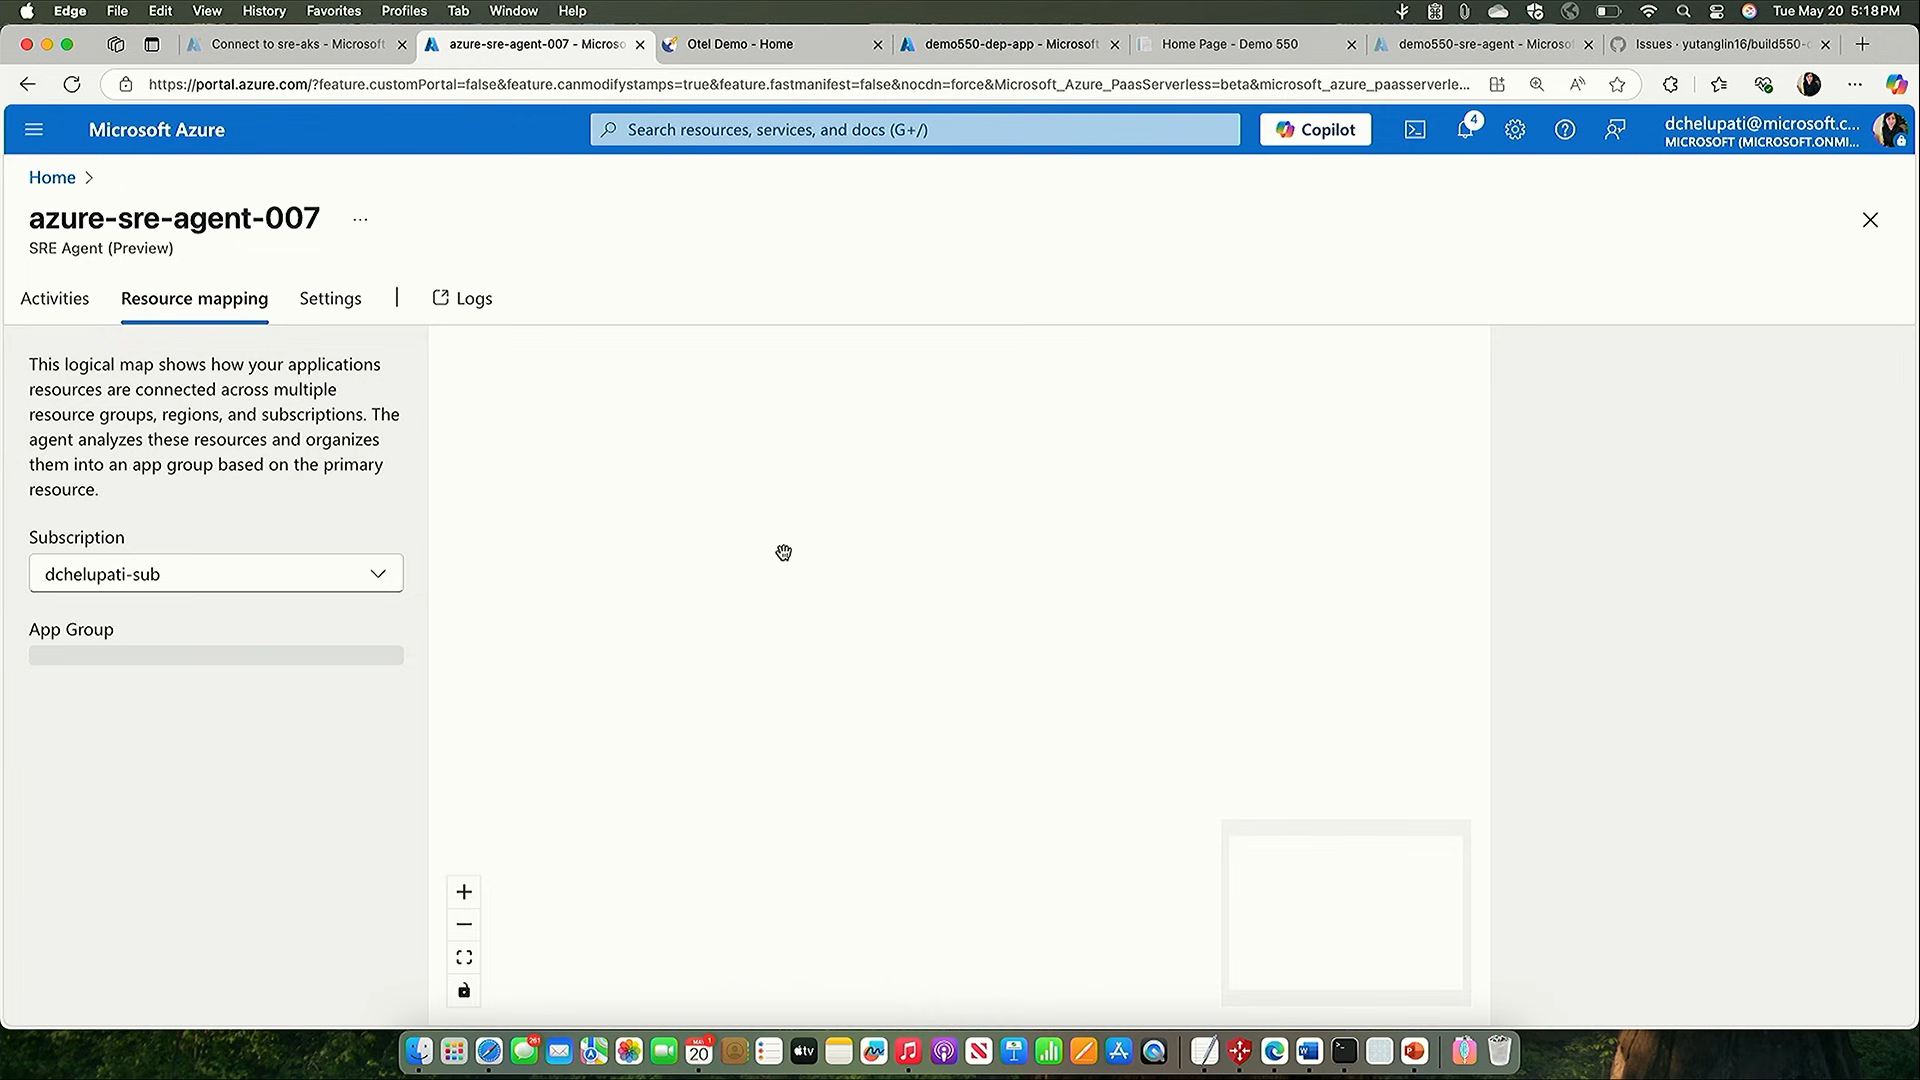 Edge File Edit View History Favorites Profiles Tab Window Help Tue May 20 5:18 PM
Connect to sre-aks - Microsoft azure-sre-agent-007 - Microso Otel Demo - Home demo550-dep-app - Microsoft Home Page - Demo 550 demo550-sre-agent - Microsof Issues · yutanglin16/build550-
https://portal.azure.com/?feature.customPortal=false&feature.canmodifystamps=true&feature.fastmanifest=false&nocdn=force&Microsoft_Azure_PaasServerless=beta&microsoft_azure_paasserverle...
Microsoft Azure
Search resources, services, and docs (G+/)
Copilot
4
dchelupati@microsoft.c...
MICROSOFT (MICROSOFT.ONMI...
Home >
azure-sre-agent-007 ...
SRE Agent (Preview)
Activities Resource mapping Settings | Logs
This logical map shows how your applications
resources are connected across multiple
resource groups, regions, and subscriptions. The
agent analyzes these resources and organizes
them into an app group based on the primary
resource.
Subscription
dchelupati-sub
App Group
261
20
tv